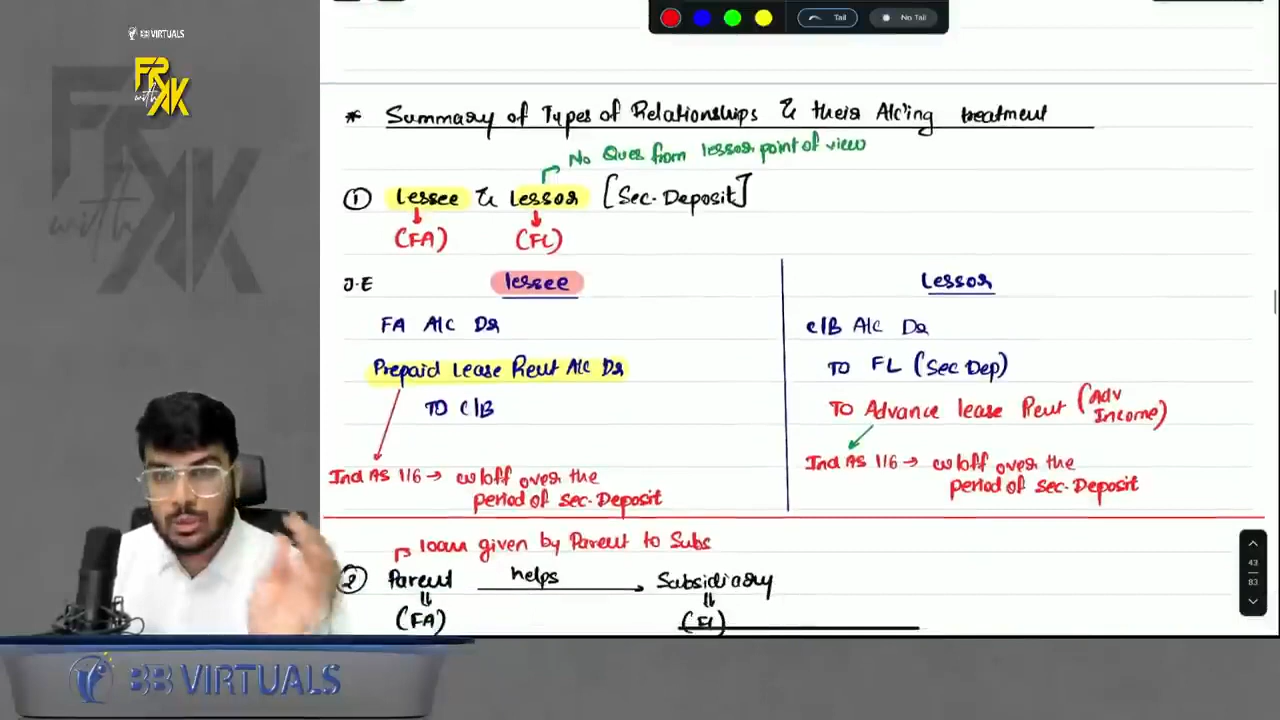 BB VIRTUALS
FR
with
KK
Tail
No Tail
* Summary of Types of Relationships & their A/c'ing treatment
No Ques from lessor point of view
① Lessee & Lessor [Sec. Deposit]
(FA) (FL)
J.E Lessee
FA A/c Dr
Prepaid Lease Rent A/c Dr
TO C/B
Ind AS 116 → w/off over the
period of Sec. Deposit
Lessor
C/B A/c Dr
TO FL (Sec Dep)
TO Advance lease Rent (Adv
Income)
Ind AS 116 → w/off over the
period of Sec. Deposit
loan given by Parent to Subs
② Parent helps → Subsidiary
(FA) (FL)
43
83
BB VIRTUALS